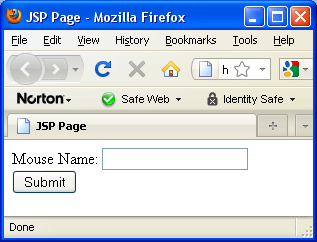 JSP Page - Mozilla Firefox
File Edit View History Bookmarks Tools Help
h
Norton Safe Web Identity Safe
JSP Page
Mouse Name:
Submit
Done